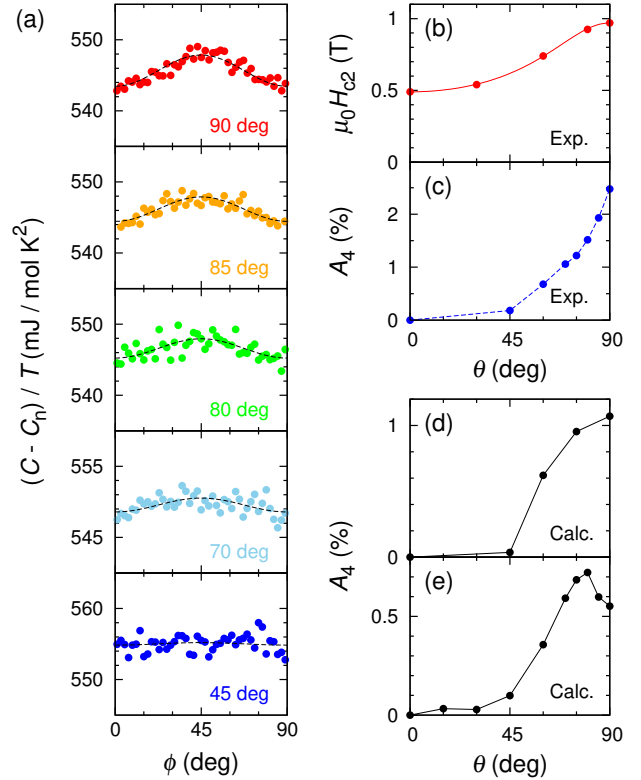 (a)
(C - Cn) / T (mJ / mol K2)
550
540
90 deg
550
540
85 deg
550
540
80 deg
555
545
70 deg
560
550
45 deg
0
45
90
ϕ (deg)
(b)
μ0Hc2 (T)
1
0.5
0
Exp.
(c)
A4 (%)
2
1
0
Exp.
0
45
90
θ (deg)
(d)
1
0
Calc.
A4 (%)
(e)
0.5
0
Calc.
0
45
90
θ (deg)